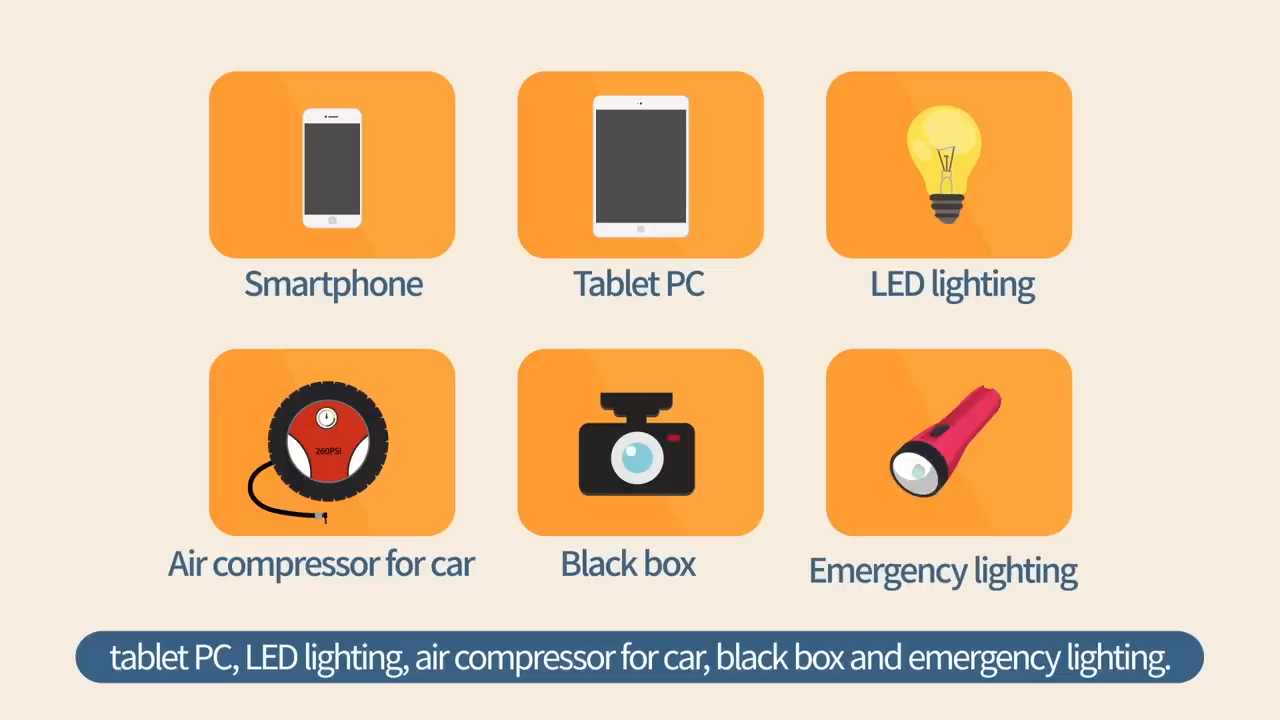 Smartphone
Tablet PC
LED lighting
260PSI
Air compressor for car
Black box
Emergency lighting
tablet PC, LED lighting, air compressor for car, black box and emergency lighting.